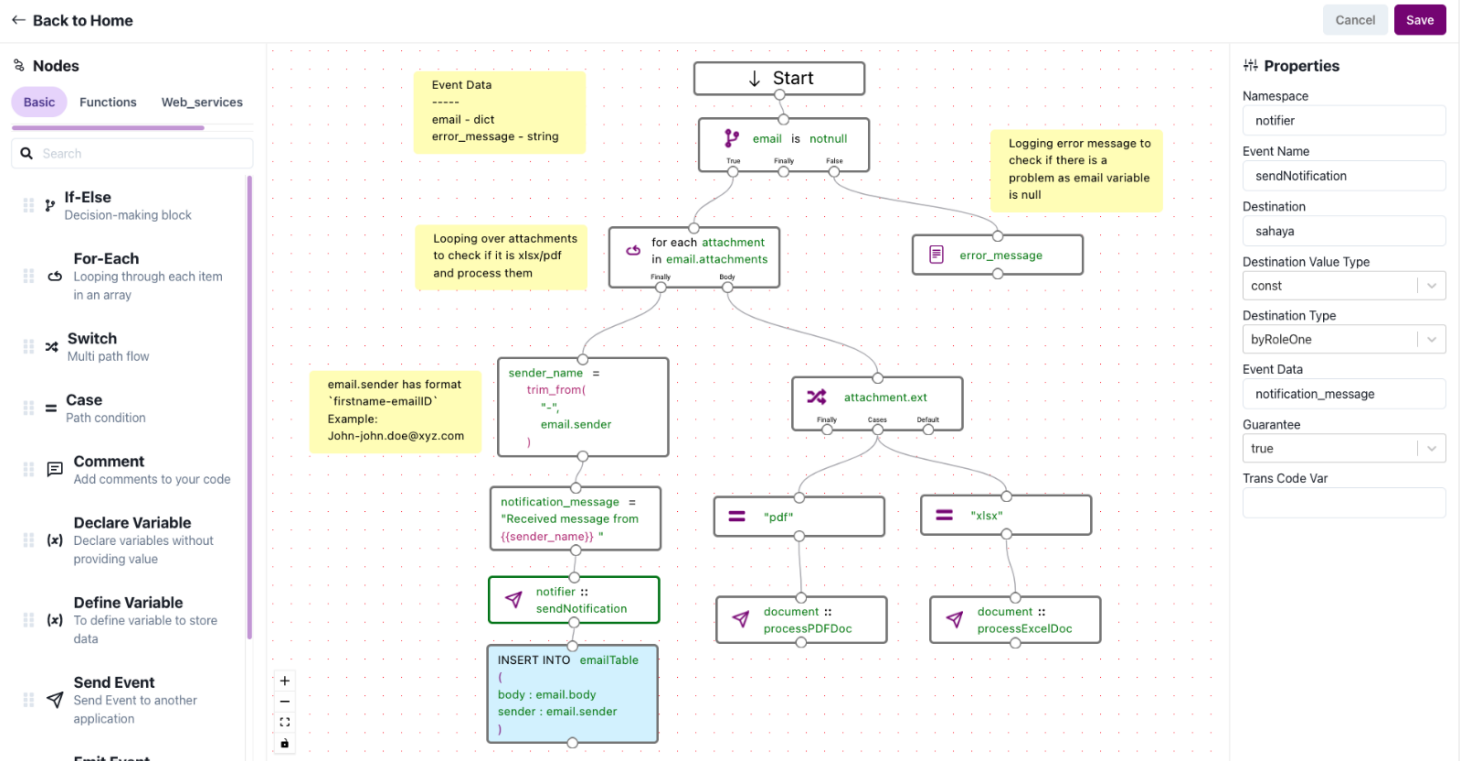 Back to Home
Cancel
Save
Nodes
Basic
Functions
Web_services
Search
If-Else
Decision-making block
For-Each
Looping through each item
in an array
Switch
Multi path flow
Case
Path condition
Comment
Add comments to your code
Declare Variable
Declare variables without
providing value
Define Variable
To define variable to store
data
Send Event
Send Event to another
application
Emit Event
Event Data
-----
email - dict
error_message - string
Start
email is notnull
True
Finally
False
Logging error message to
check if there is a
problem as email variable
is null
Looping over attachments
to check if it is xlsx/pdf
and process them
for each attachment
in email.attachments
Finally
Body
error_message
email.sender has format
`firstname-emailID`
Example:
John-john.doe@xyz.com
sender_name =
trim_from(
"-",
email.sender
)
attachment.ext
Finally
Cases
Default
notification_message =
"Received message from
{{sender_name}} "
"pdf"
"xlsx"
notifier ::
sendNotification
document ::
processPDFDoc
document ::
processExcelDoc
INSERT INTO emailTable
(
body : email.body
sender : email.sender
)
Properties
Namespace
notifier
Event Name
sendNotification
Destination
sahaya
Destination Value Type
const
Destination Type
byRoleOne
Event Data
notification_message
Guarantee
true
Trans Code Var